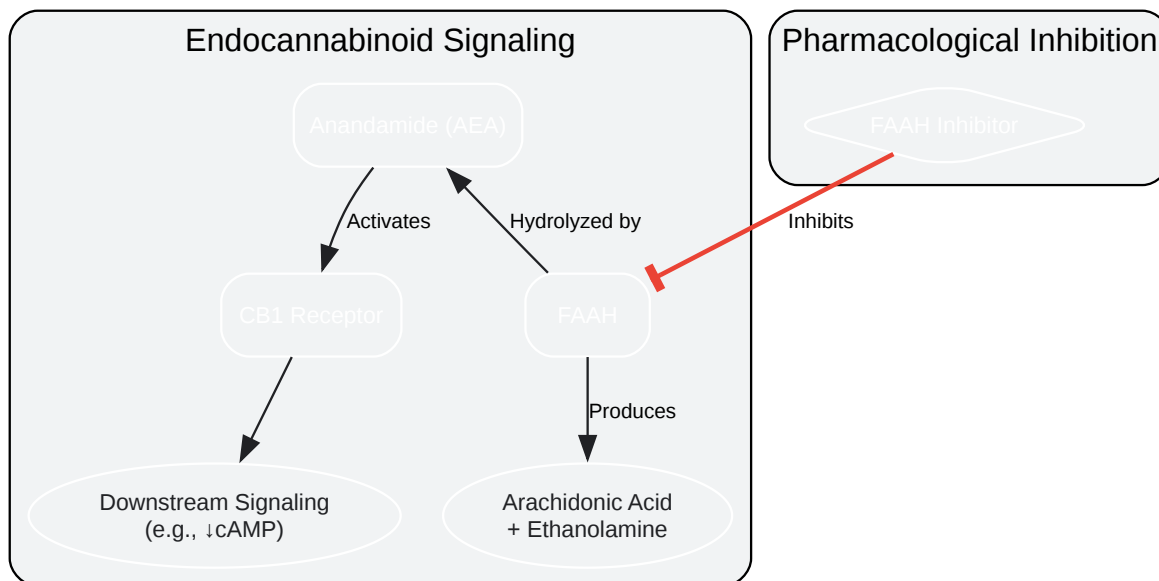 Endocannabinoid Signaling
Pharmacological Inhibition
Anandamide (AEA)
FAAH Inhibitor
Activates
Hydrolyzed by
Inhibits
CB1 Receptor
FAAH
Produces
Downstream Signaling
(e.g., ↓cAMP)
Arachidonic Acid
+ Ethanolamine